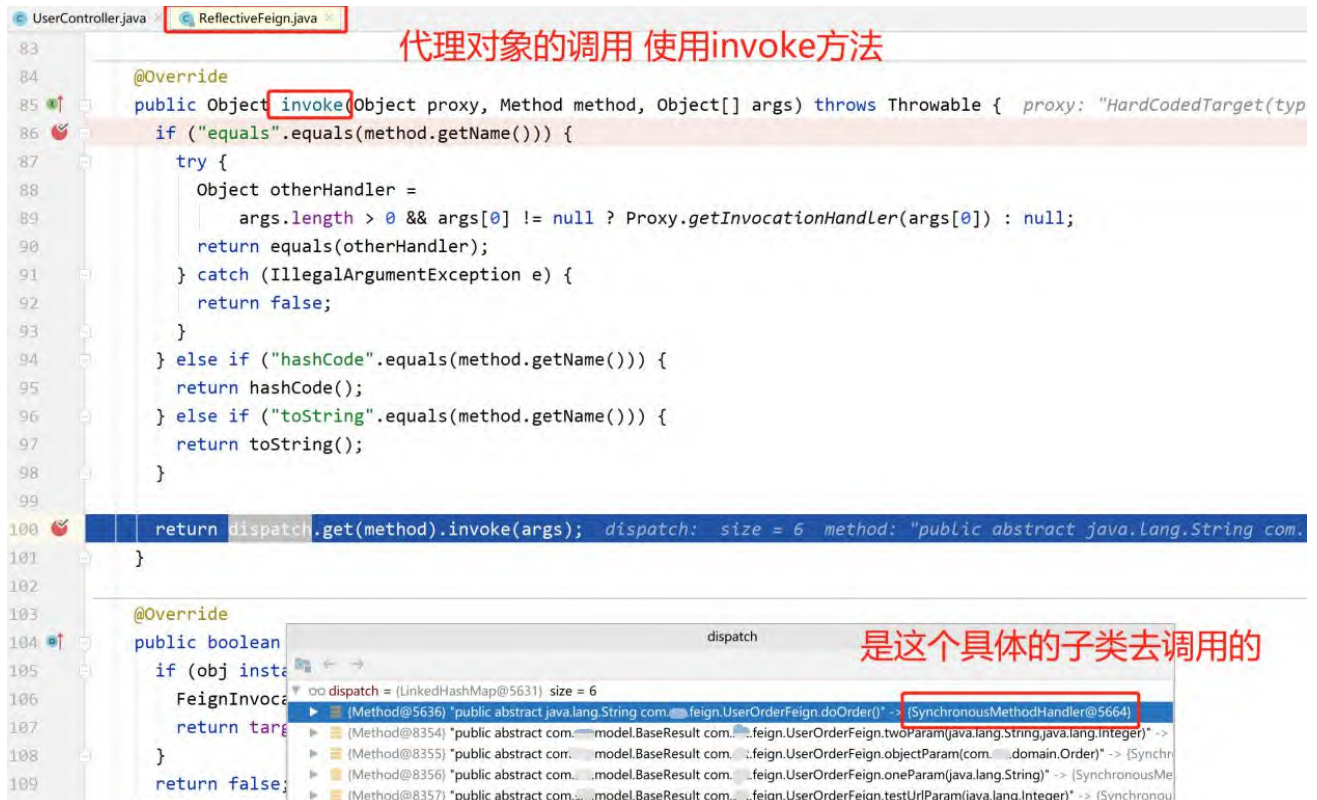 UserController.java ReflectiveFeign.java
代理对象的调用 使用invoke方法
83
84 @Override
85 public Object invoke(Object proxy, Method method, Object[] args) throws Throwable { proxy: "HardCodedTarget(typ
86 if ("equals".equals(method.getName())) {
87 try {
88 Object otherHandler =
89 args.length > 0 && args[0] != null ? Proxy.getInvocationHandler(args[0]) : null;
90 return equals(otherHandler);
91 } catch (IllegalArgumentException e) {
92 return false;
93 }
94 } else if ("hashCode".equals(method.getName())) {
95 return hashCode();
96 } else if ("toString".equals(method.getName())) {
97 return toString();
98 }
99
100 return dispatch.get(method).invoke(args); dispatch: size = 6 method: "public abstract java.lang.String com.
101 }
102
103 @Override
104 public boolean
105 if (obj insta
106 FeignInvoca
107 return targ
108 }
109 return false;
dispatch
是这个具体的子类去调用的
oo dispatch = {LinkedHashMap@5631} size = 6
{Method@5636} "public abstract java.lang.String com. .feign.UserOrderFeign.doOrder()" -> {SynchronousMethodHandler@5664}
{Method@8354} "public abstract com. model.BaseResult com. .feign.UserOrderFeign.twoParam(java.lang.String,java.lang.Integer)" ->
{Method@8355} "public abstract com. .model.BaseResult com. .feign.UserOrderFeign.objectParam(com. .domain.Order)" -> {Synchr
{Method@8356} "public abstract com. .model.BaseResult com. .feign.UserOrderFeign.oneParam(java.lang.String)" -> {SynchronousMe
{Method@8357} "public abstract com. .model.BaseResult com. .feign.UserOrderFeign.testUrlParam(java.lang.Integer)" -> {Synchronou